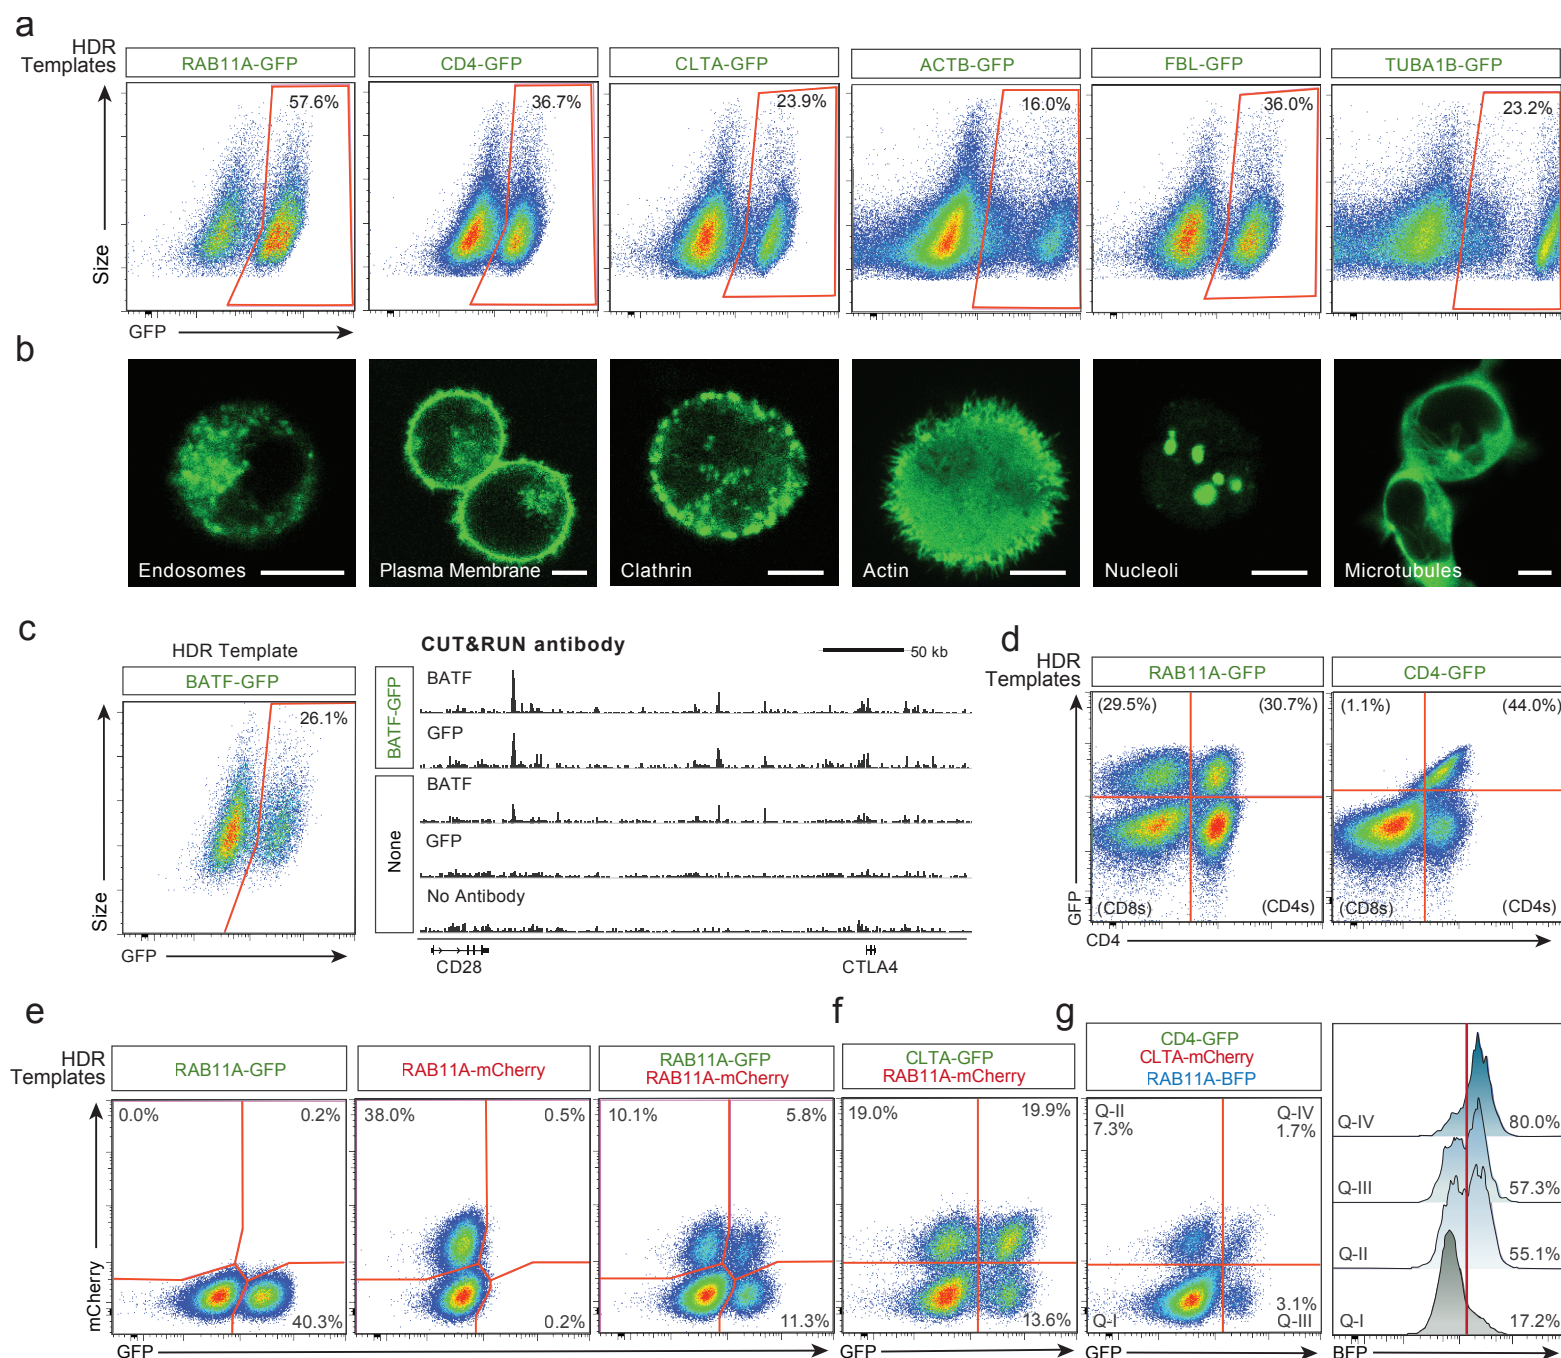 a
HDR
Templates
RAB11A-GFP
CD4-GFP
CLTA-GFP
ACTB-GFP
FBL-GFP
TUBA1B-GFP
57.6%
36.7%
23.9%
16.0%
36.0%
23.2%
Size
GFP
b
Endosomes
Plasma Membrane
Clathrin
Actin
Nucleoli
Microtubules
c
HDR Template
BATF-GFP
26.1%
Size
GFP
CUT&RUN antibody
50 kb
BATF-GFP
BATF
GFP
None
BATF
GFP
No Antibody
CD28
CTLA4
d
HDR
Templates
RAB11A-GFP
CD4-GFP
(29.5%)
(30.7%)
(1.1%)
(44.0%)
(CD8s)
(CD4s)
(CD8s)
(CD4s)
GFP
CD4
e
HDR
Templates
RAB11A-GFP
RAB11A-mCherry
RAB11A-GFP
RAB11A-mCherry
0.0%
0.2%
40.3%
38.0%
0.5%
0.2%
10.1%
5.8%
11.3%
mCherry
GFP
f
CLTA-GFP
RAB11A-mCherry
19.0%
19.9%
13.6%
GFP
g
CD4-GFP
CLTA-mCherry
RAB11A-BFP
Q-II
7.3%
Q-IV
1.7%
Q-I
3.1%
Q-III
GFP
Q-IV
80.0%
Q-III
57.3%
Q-II
55.1%
Q-I
17.2%
BFP